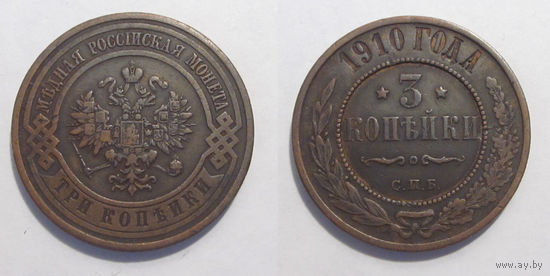 МѢДНАЯ РОССІЙСКАЯ МОНЕТА
ТРИ КОПѢЙКИ
1910 ГОДА
3
КОПѢЙКИ
С.П.Б.
www.ay.by